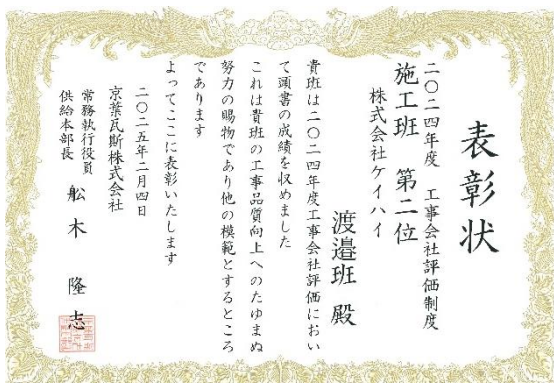 表彰状
二〇二四年度 工事会社評価制度
施工班 第二位
株式会社ケイハイ
渡邉班 殿
貴班は二〇二四年度工事会社評価におい
て頭書の成績を収めました
これは貴班の工事品質向上へのたゆまぬ
努力の賜物であり他の模範とするところ
であります
よってここに表彰いたします
二〇二五年二月四日
京葉瓦斯株式会社
常務執行役員
供給本部長
舩木 隆志